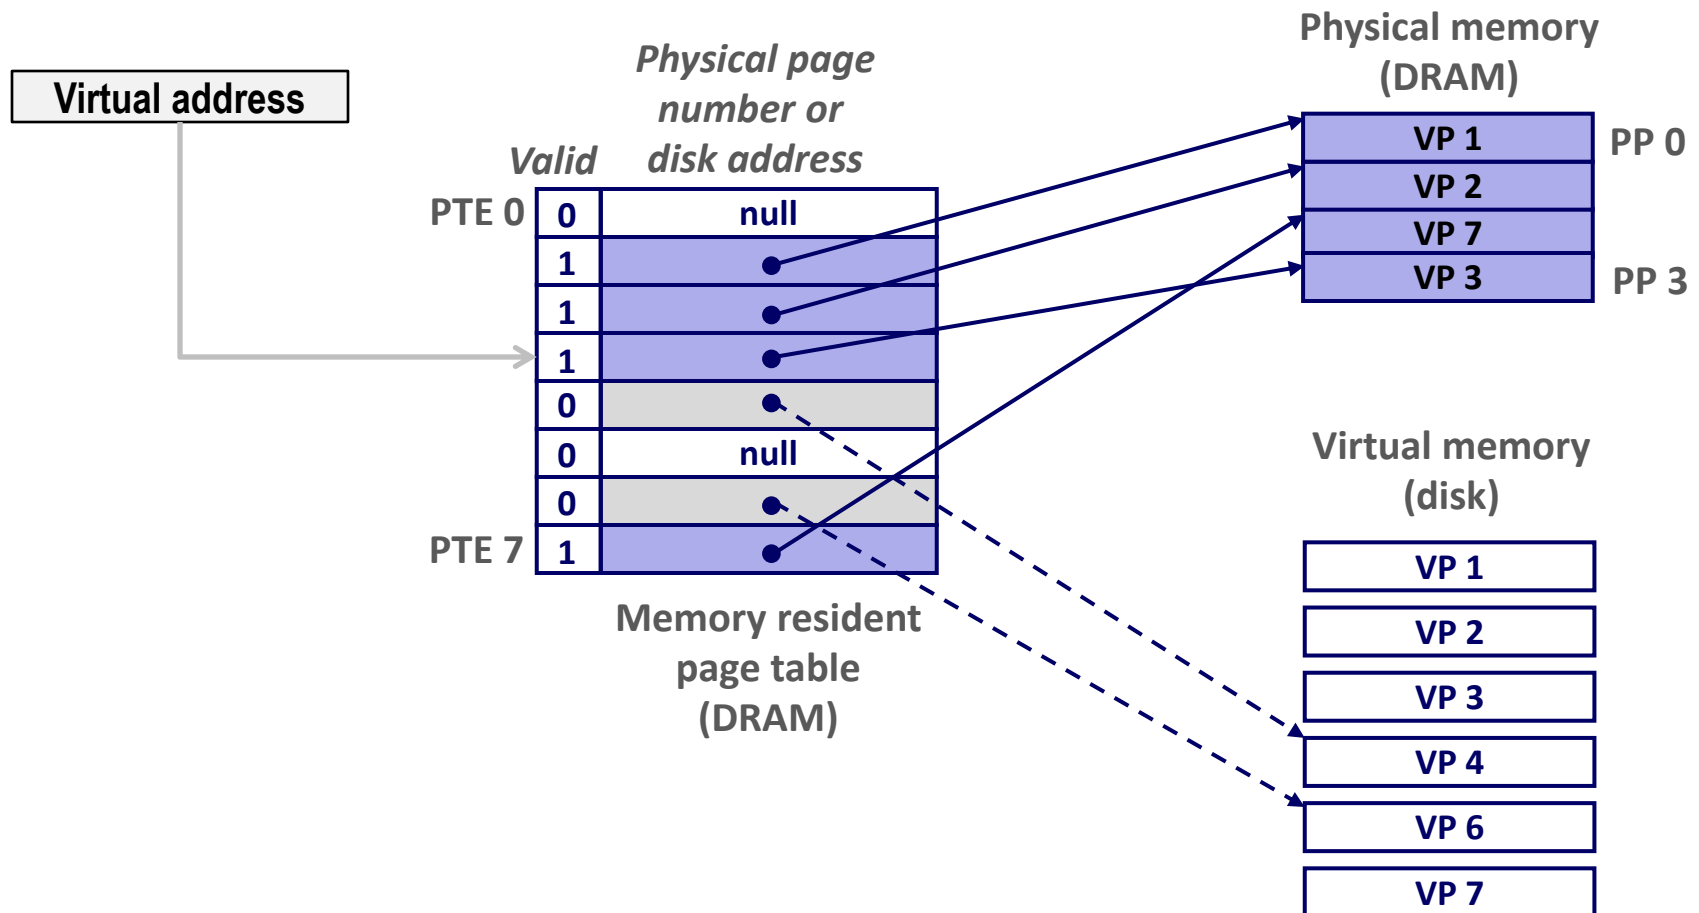 Virtual address
Physical page
number or
disk address
Valid
PTE 0
0
null
1
1
1
0
0
null
0
PTE 7
1
Memory resident
page table
(DRAM)
Physical memory
(DRAM)
VP 1
PP 0
VP 2
VP 7
VP 3
PP 3
Virtual memory
(disk)
VP 1
VP 2
VP 3
VP 4
VP 6
VP 7